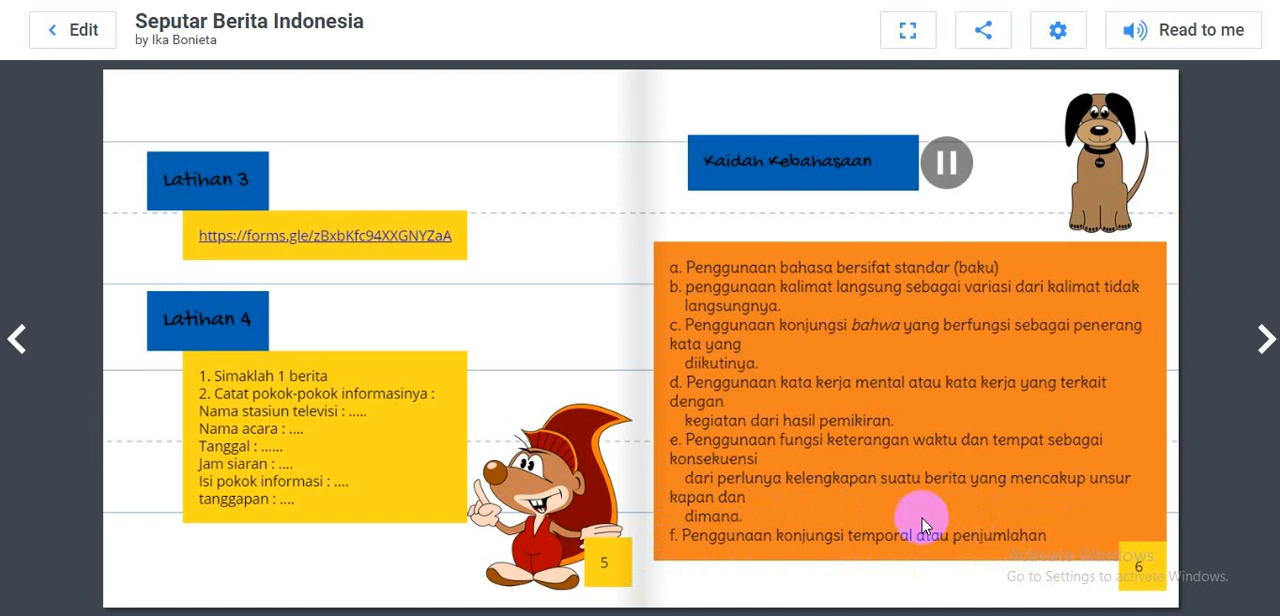 Edit
Seputar Berita Indonesia
by Ika Bonieta
Read to me
Latihan 3
https://forms.gle/zBxbKfc94XXGNYZaA
Latihan 4
1. Simaklah 1 berita
2. Catat pokok-pokok informasinya :
Nama stasiun televisi : .....
Nama acara : ....
Tanggal : ......
Jam siaran : ....
Isi pokok informasi : ....
tanggapan : ....
5
Kaidah Kebahasaan
a. Penggunaan bahasa bersifat standar (baku)
b. penggunaan kalimat langsung sebagai variasi dari kalimat tidak
langsungnya.
c. Penggunaan konjungsi bahwa yang berfungsi sebagai penerang
kata yang
diikutinya.
d. Penggunaan kata kerja mental atau kata kerja yang terkait
dengan
kegiatan dari hasil pemikiran.
e. Penggunaan fungsi keterangan waktu dan tempat sebagai
konsekuensi
dari perlunya kelengkapan suatu berita yang mencakup unsur
kapan dan
dimana.
f. Penggunaan konjungsi temporal atau penjumlahan
6
Activate Windows
Go to Settings to activate Windows.